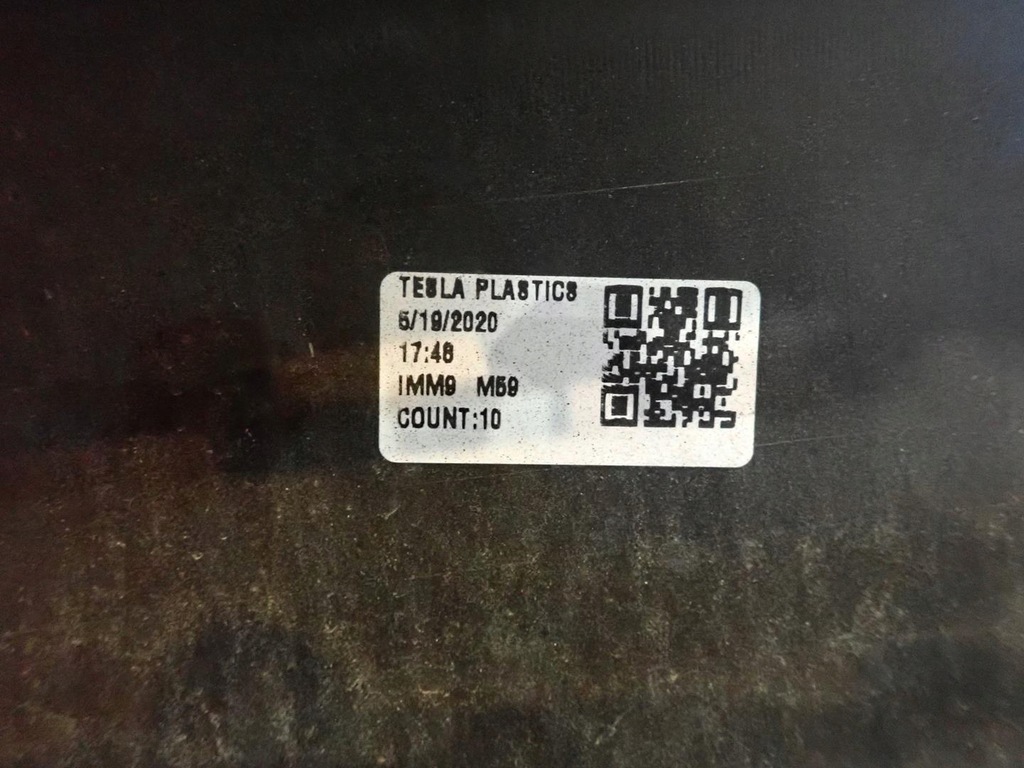 TESLA PLASTICS
5/19/2020
17:46
IMM9 M59
COUNT:10